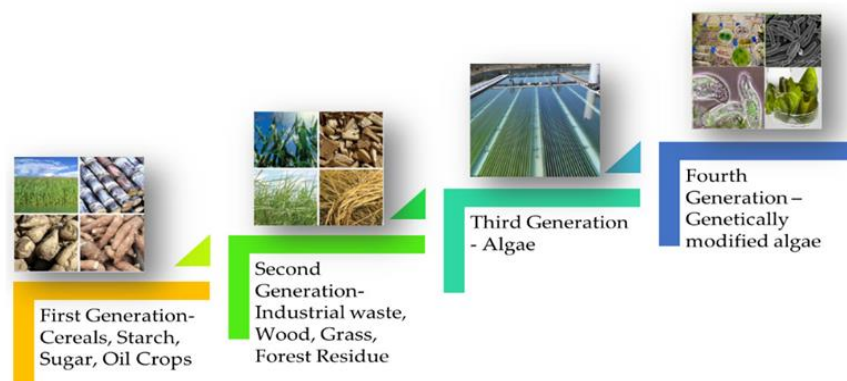 First Generation-
Cereals, Starch,
Sugar, Oil Crops
Second
Generation-
Industrial waste,
Wood, Grass,
Forest Residue
Third Generation
- Algae
Fourth
Generation –
Genetically
modified algae